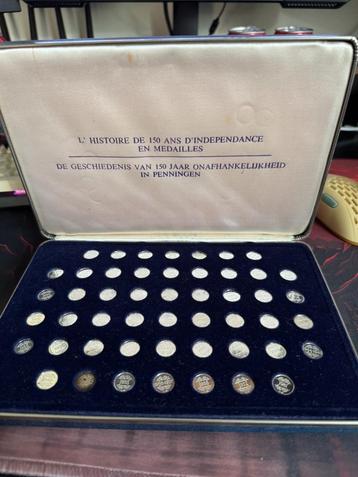 L' HISTOIRE DE 150 ANS D'INDEPENDANCE
EN MEDAILLES
DE GESCHIEDENIS VAN 150 JAAR ONAFHANKELIJKHEID
IN PENNINGEN